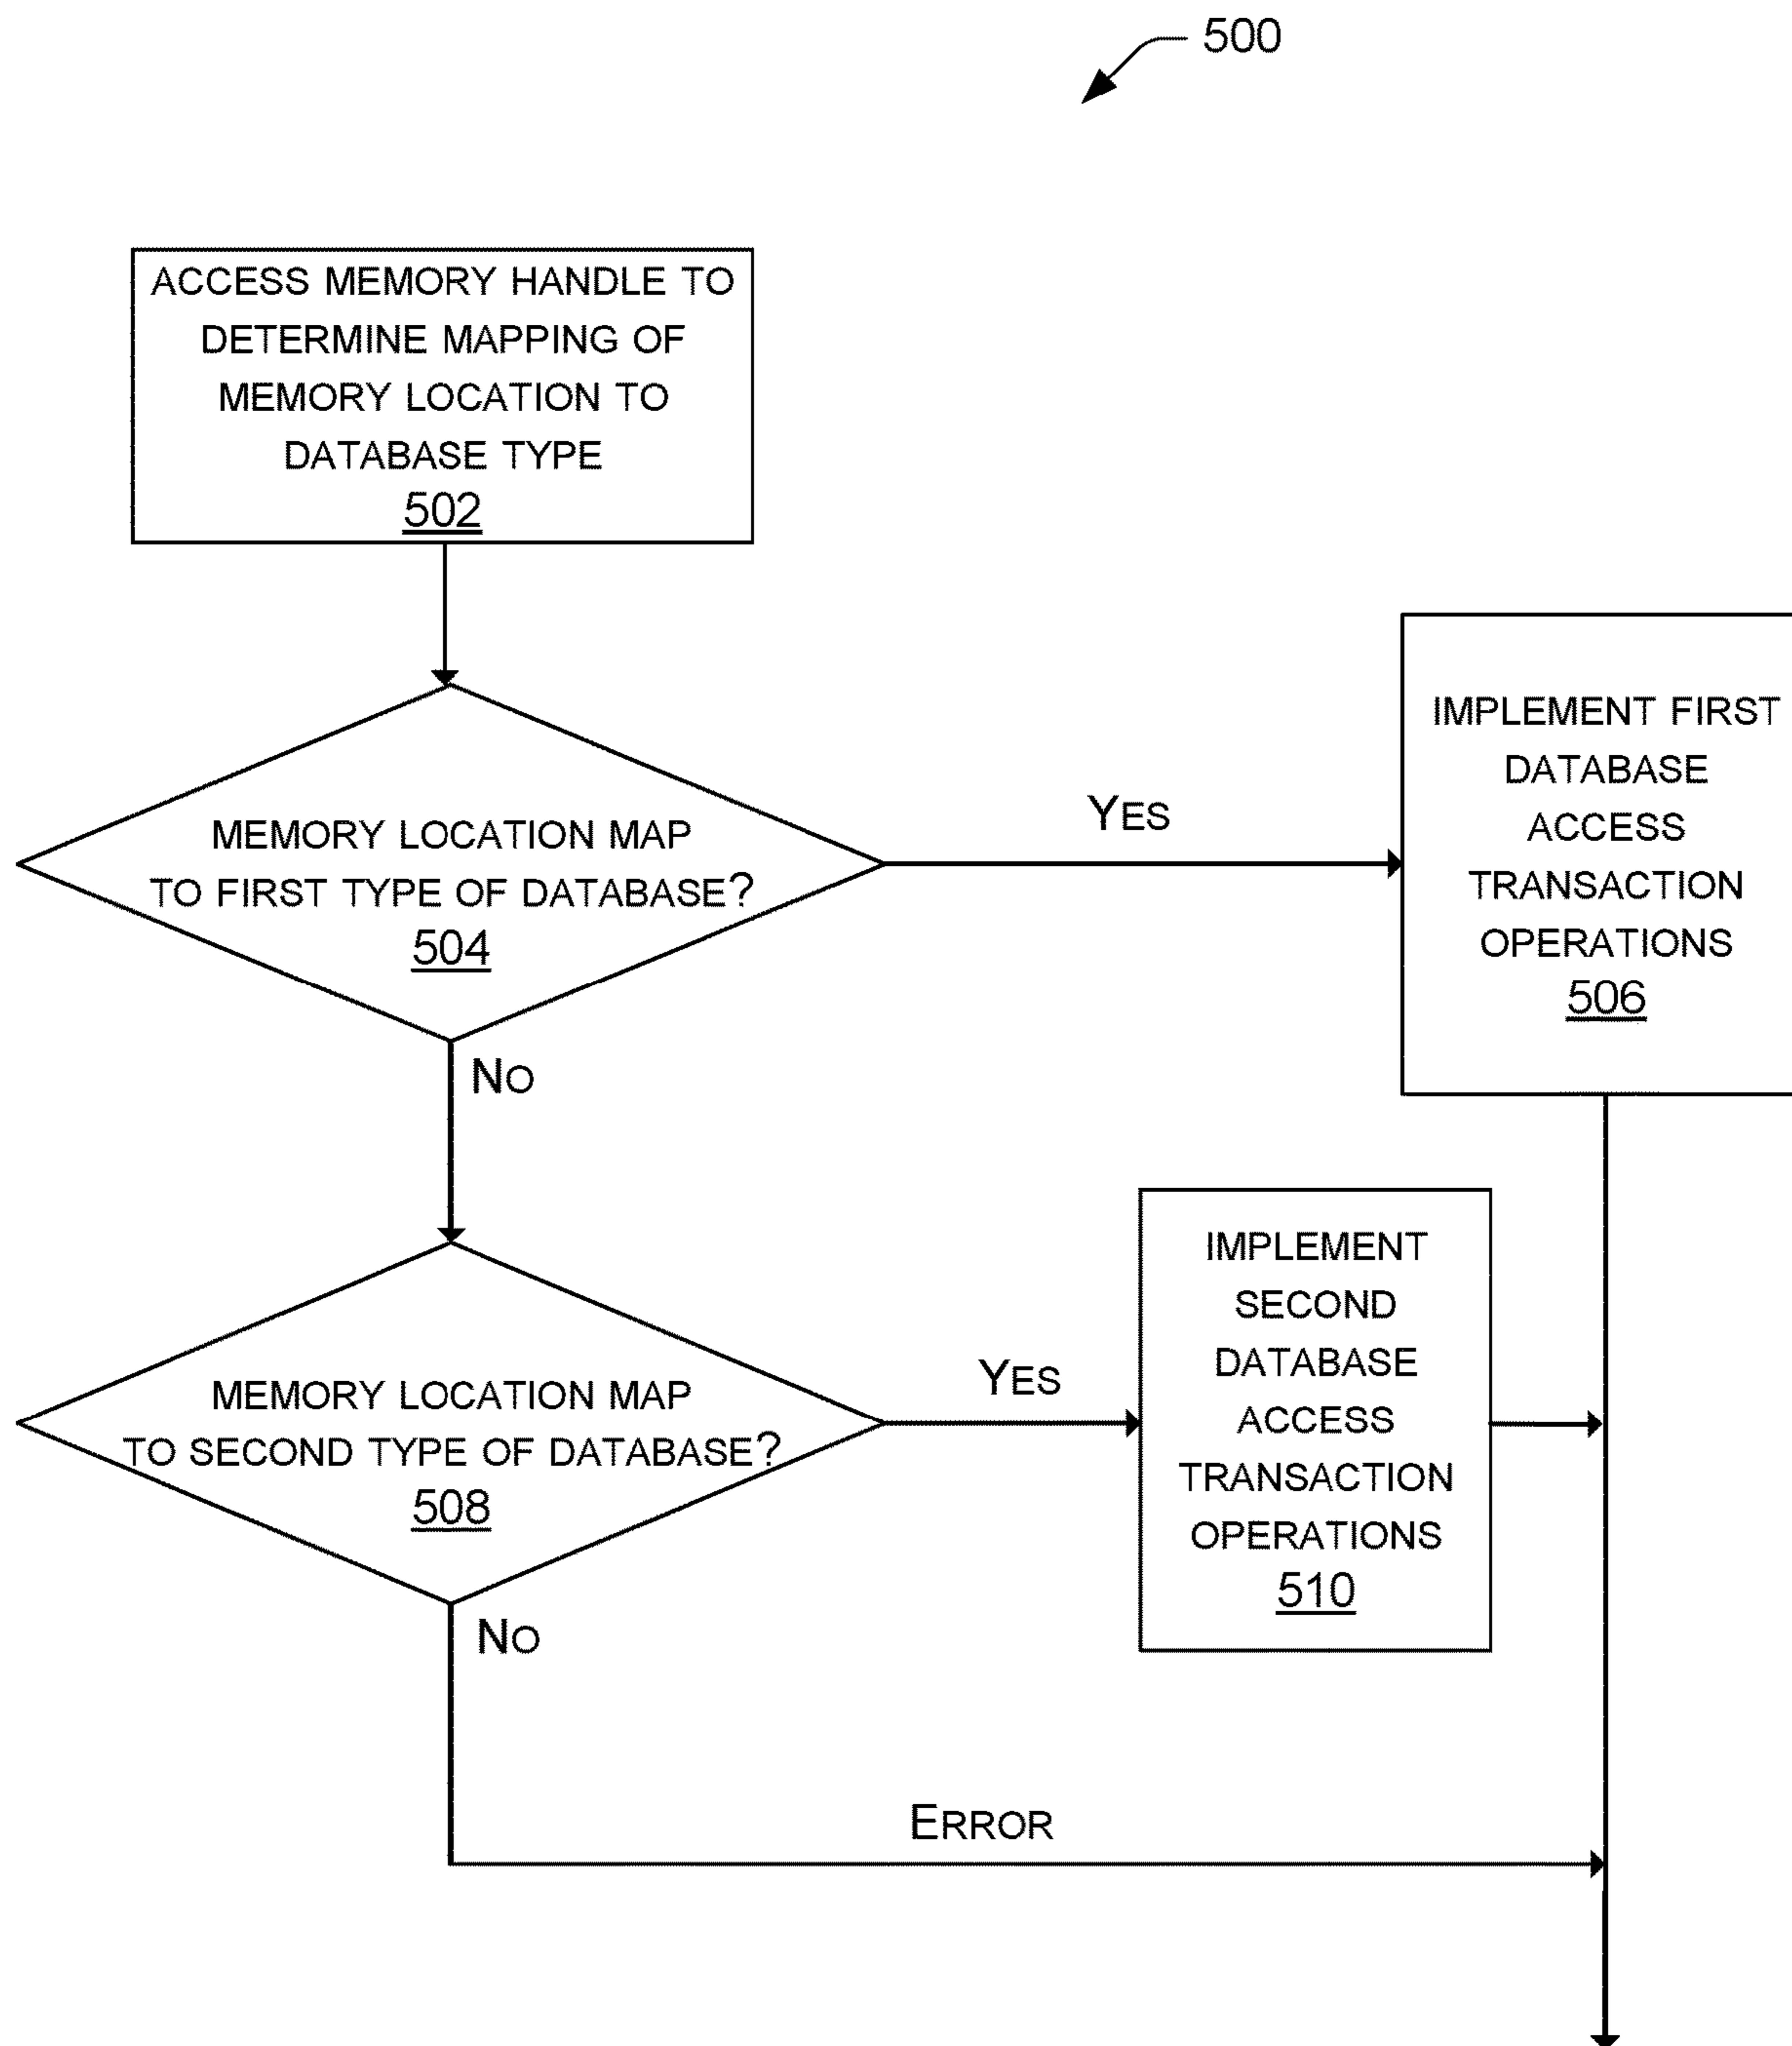 500
ACCESS MEMORY HANDLE TO
DETERMINE MAPPING OF
MEMORY LOCATION TO
DATABASE TYPE
502
MEMORY LOCATION MAP
TO FIRST TYPE OF DATABASE?
504
YES
IMPLEMENT FIRST
DATABASE
ACCESS
TRANSACTION
OPERATIONS
506
NO
MEMORY LOCATION MAP
TO SECOND TYPE OF DATABASE?
508
YES
IMPLEMENT
SECOND
DATABASE
ACCESS
TRANSACTION
OPERATIONS
510
NO
ERROR